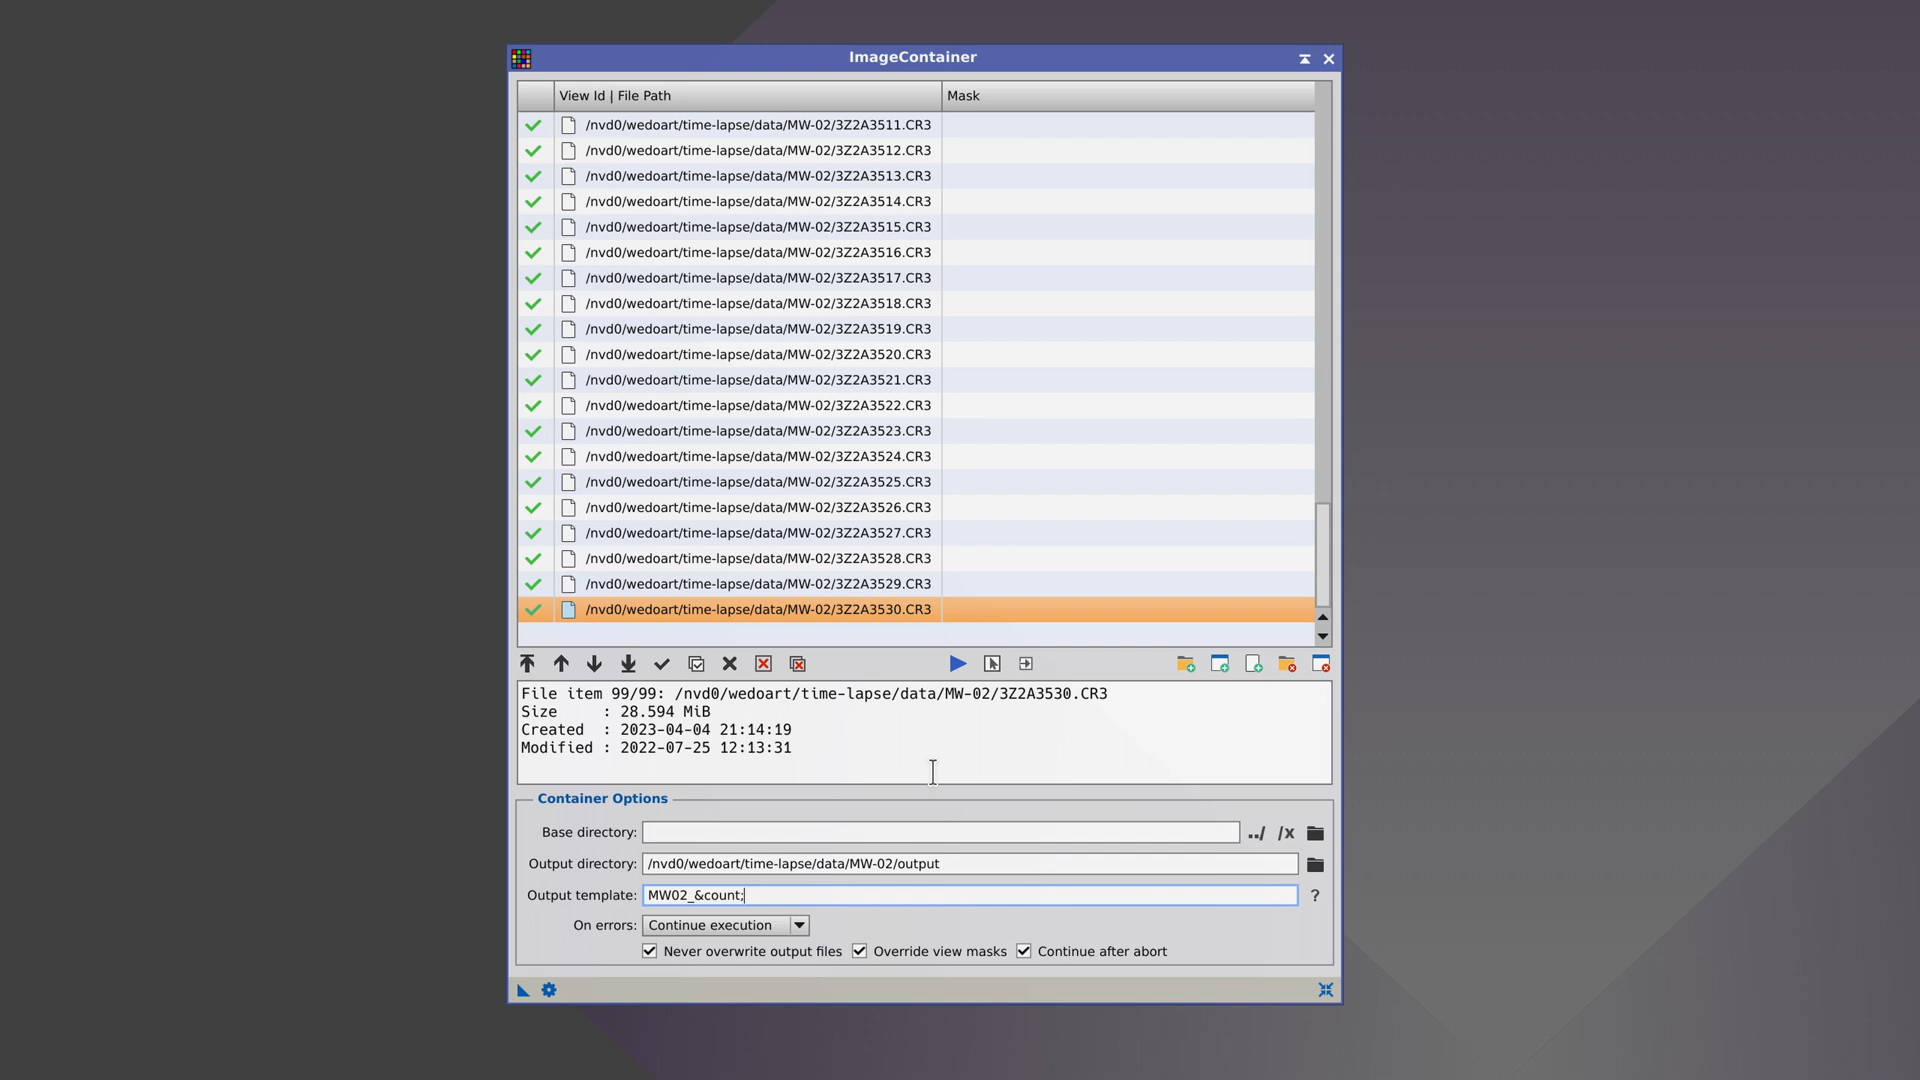 ImageContainer
View Id | File Path Mask
/nvd0/wedoart/time-lapse/data/MW-02/3Z2A3511.CR3
/nvd0/wedoart/time-lapse/data/MW-02/3Z2A3512.CR3
/nvd0/wedoart/time-lapse/data/MW-02/3Z2A3513.CR3
/nvd0/wedoart/time-lapse/data/MW-02/3Z2A3514.CR3
/nvd0/wedoart/time-lapse/data/MW-02/3Z2A3515.CR3
/nvd0/wedoart/time-lapse/data/MW-02/3Z2A3516.CR3
/nvd0/wedoart/time-lapse/data/MW-02/3Z2A3517.CR3
/nvd0/wedoart/time-lapse/data/MW-02/3Z2A3518.CR3
/nvd0/wedoart/time-lapse/data/MW-02/3Z2A3519.CR3
/nvd0/wedoart/time-lapse/data/MW-02/3Z2A3520.CR3
/nvd0/wedoart/time-lapse/data/MW-02/3Z2A3521.CR3
/nvd0/wedoart/time-lapse/data/MW-02/3Z2A3522.CR3
/nvd0/wedoart/time-lapse/data/MW-02/3Z2A3523.CR3
/nvd0/wedoart/time-lapse/data/MW-02/3Z2A3524.CR3
/nvd0/wedoart/time-lapse/data/MW-02/3Z2A3525.CR3
/nvd0/wedoart/time-lapse/data/MW-02/3Z2A3526.CR3
/nvd0/wedoart/time-lapse/data/MW-02/3Z2A3527.CR3
/nvd0/wedoart/time-lapse/data/MW-02/3Z2A3528.CR3
/nvd0/wedoart/time-lapse/data/MW-02/3Z2A3529.CR3
/nvd0/wedoart/time-lapse/data/MW-02/3Z2A3530.CR3
File item 99/99: /nvd0/wedoart/time-lapse/data/MW-02/3Z2A3530.CR3
Size : 28.594 MiB
Created : 2023-04-04 21:14:19
Modified : 2022-07-25 12:13:31
Container Options
Base directory: ../ /x
Output directory: /nvd0/wedoart/time-lapse/data/MW-02/output
Output template: MW02_&count; ?
On errors: Continue execution
Never overwrite output files Override view masks Continue after abort